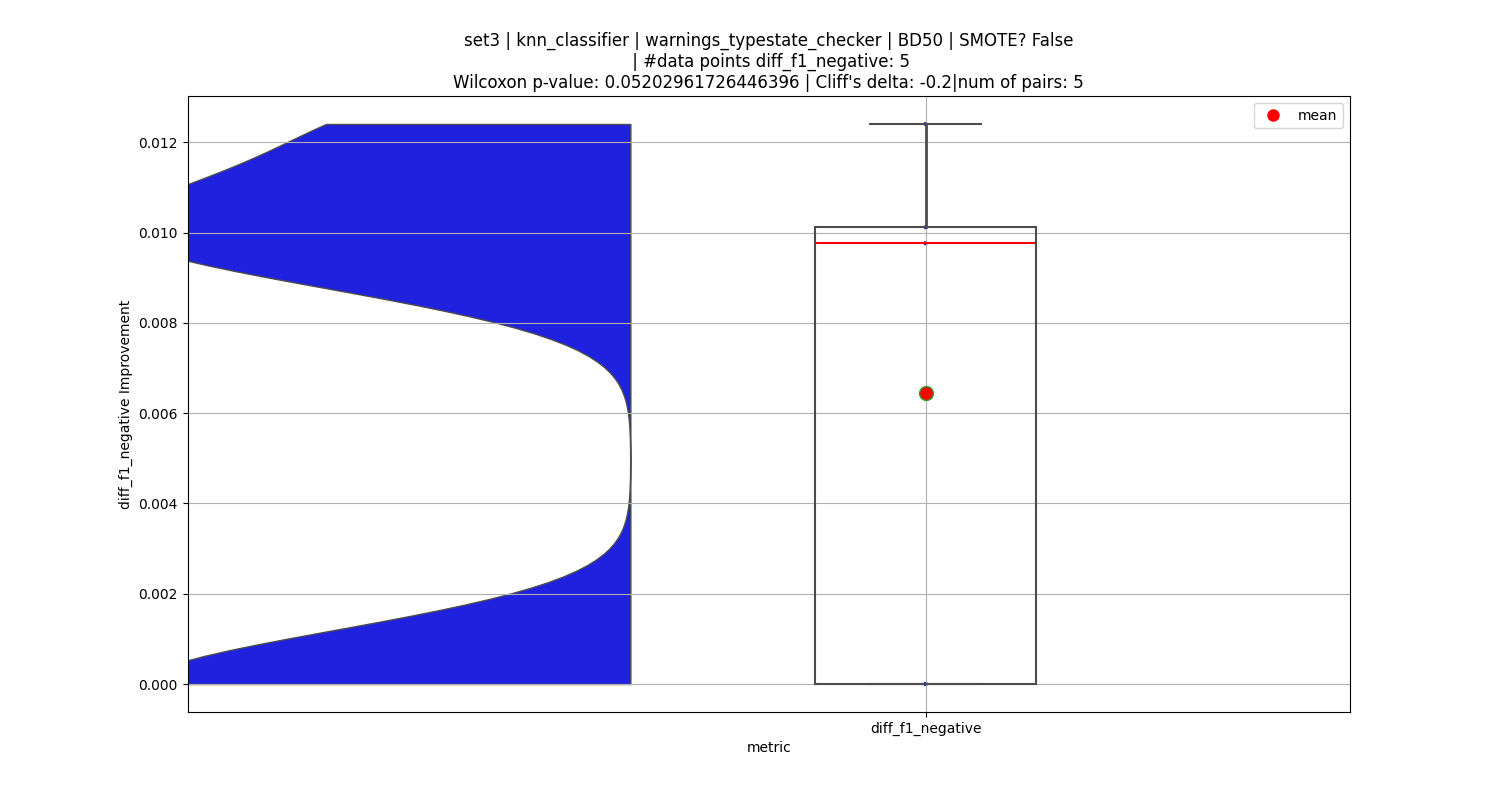 set3 | knn_classifier | warnings_typestate_checker | BD50 | SMOTE? False
| #data points diff_f1_negative: 5
Wilcoxon p-value: 0.05202961726446396 | Cliff's delta: -0.2|num of pairs: 5
mean
0.012
0.010
0.008
0.006
0.004
0.002
0.000
diff_f1_negative Improvement
diff_f1_negative
metric